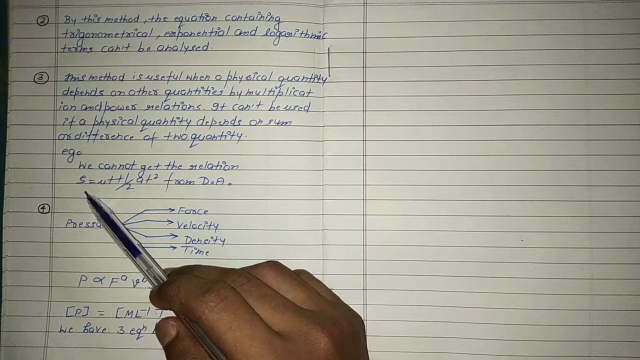 ② By this method, the equation containing
trigonametrical, exponential and logarithmic
terms can't be analysed.
③ This method is useful when a physical quantity
depends on other quantities by multiplicat
ion and power relations. It can't be used
if a physical quantity depends on sum
or difference of two quantity.
eg.
We cannot get the relation
S = ut + 1/2 at² from D.A.
④
Force
Velocity
Density
Time
P ∝ Fᵃ
[P] = [ML⁻¹
We have 3 eqⁿ